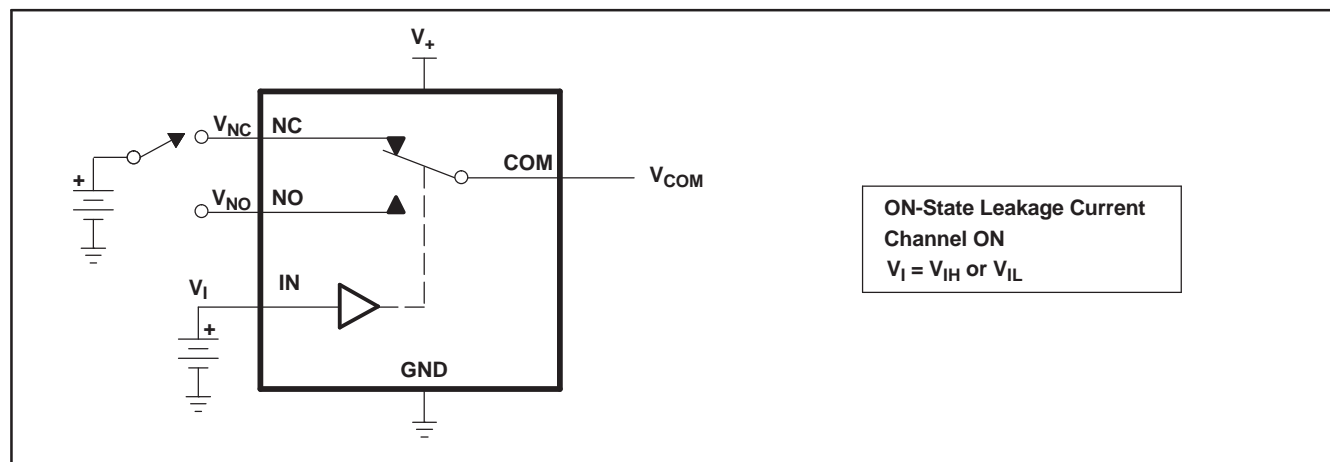 V+
VNC NC
COM
VCOM
+
VNO NO
ON-State Leakage Current
Channel ON
VI = VIH or VIL
VI IN
+
GND